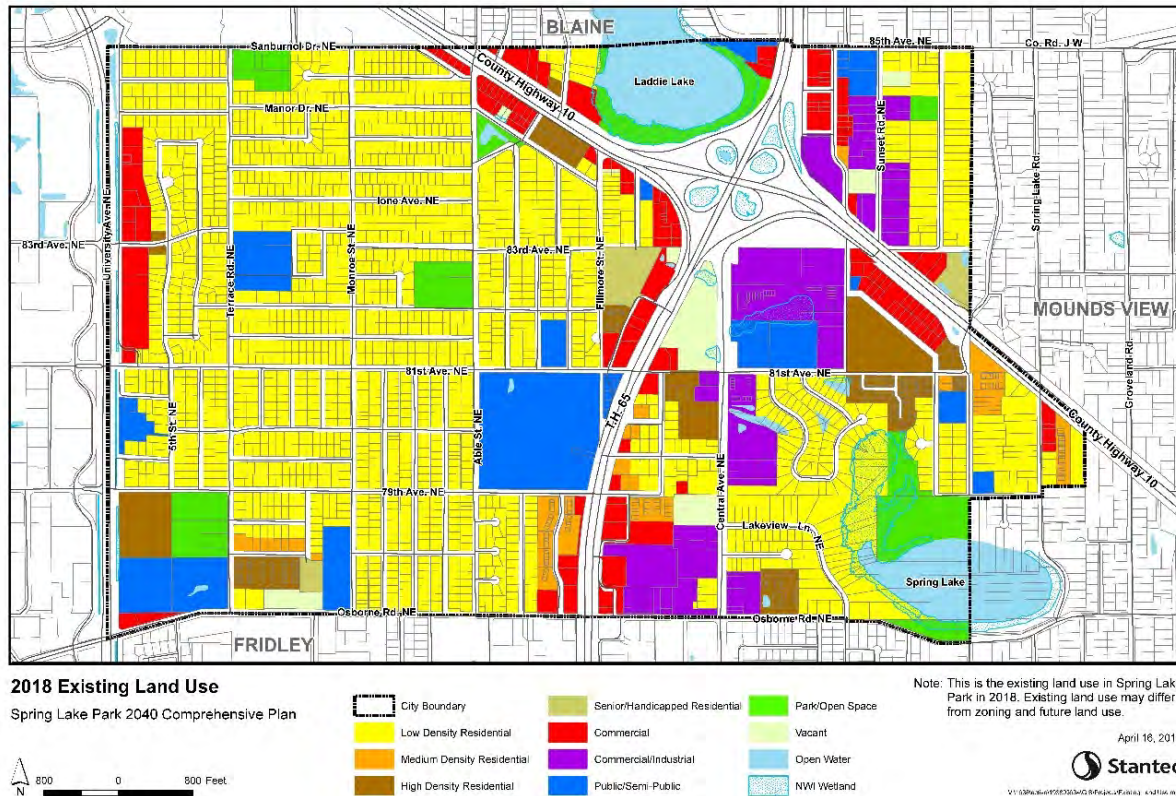 BLAINE
Sanburnol Dr. NE
85th Ave. NE
Co. Rd. J W
County Highway 10
Laddie Lake
Manor Dr. NE
Sunset Rd. NE
Spring Lake Rd.
University Ave. NE
Terrace Rd. NE
Monroe St. NE
Ione Ave. NE
83rd Ave. NE
83rd Ave. NE
Fillmore St. NE
MOUNDS VIEW
Groveland Rd.
81st Ave. NE
81st Ave. NE
T.H. 65
5th St. NE
Able St. NE
County Highway 10
79th Ave. NE
Central Ave. NE
Lakeview Ln. NE
Spring Lake
Osborne Rd. NE
Osborne Rd. NE
FRIDLEY
2018 Existing Land Use
Spring Lake Park 2040 Comprehensive Plan
N
800 0 800 Feet
City Boundary
Low Density Residential
Medium Density Residential
High Density Residential
Senior/Handicapped Residential
Commercial
Commercial/Industrial
Public/Semi-Public
Park/Open Space
Vacant
Open Water
NWI Wetland
Note: This is the existing land use in Spring Lak
Park in 2018. Existing land use may differ
from zoning and future land use.
April 16, 201
Stantec